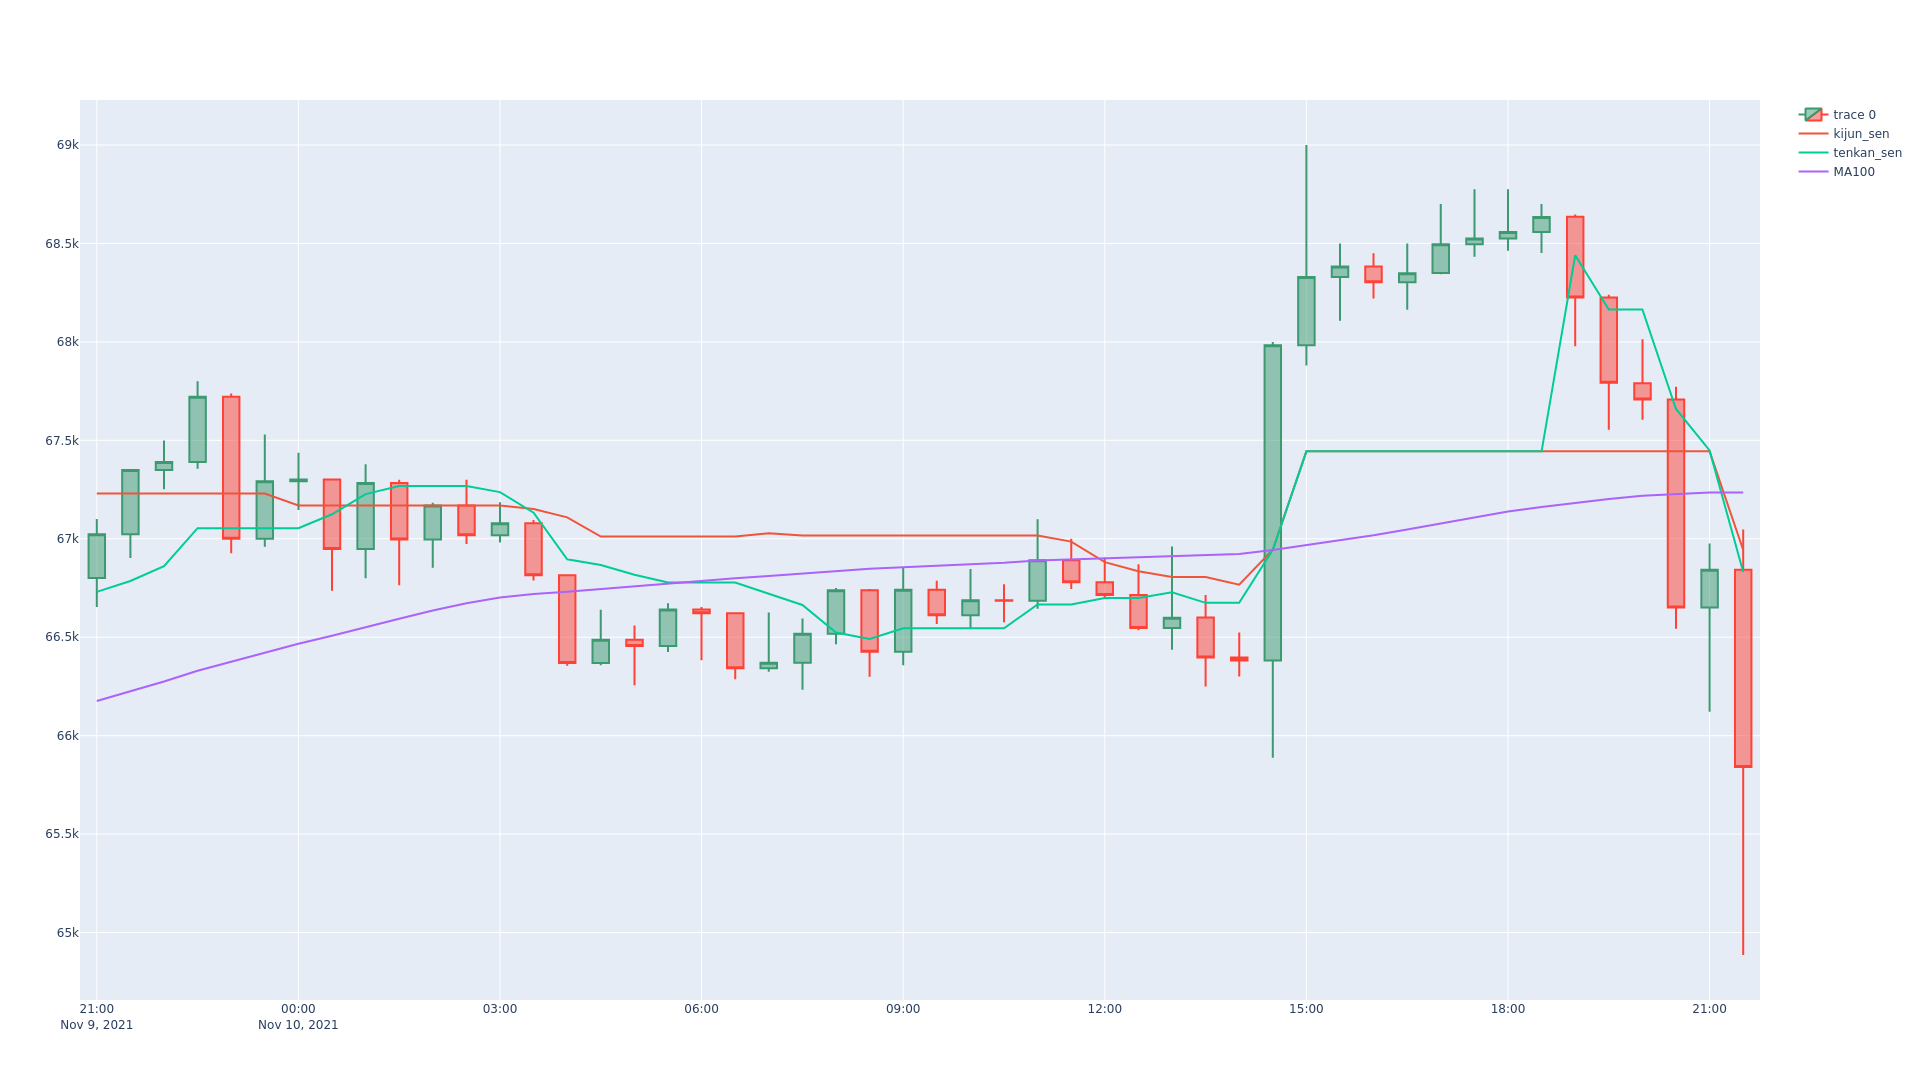 69k
68.5k
68k
67.5k
67k
66.5k
66k
65.5k
65k
21:00
Nov 9, 2021
00:00
Nov 10, 2021
03:00
06:00
09:00
12:00
15:00
18:00
21:00
trace 0
kijun_sen
tenkan_sen
MA100